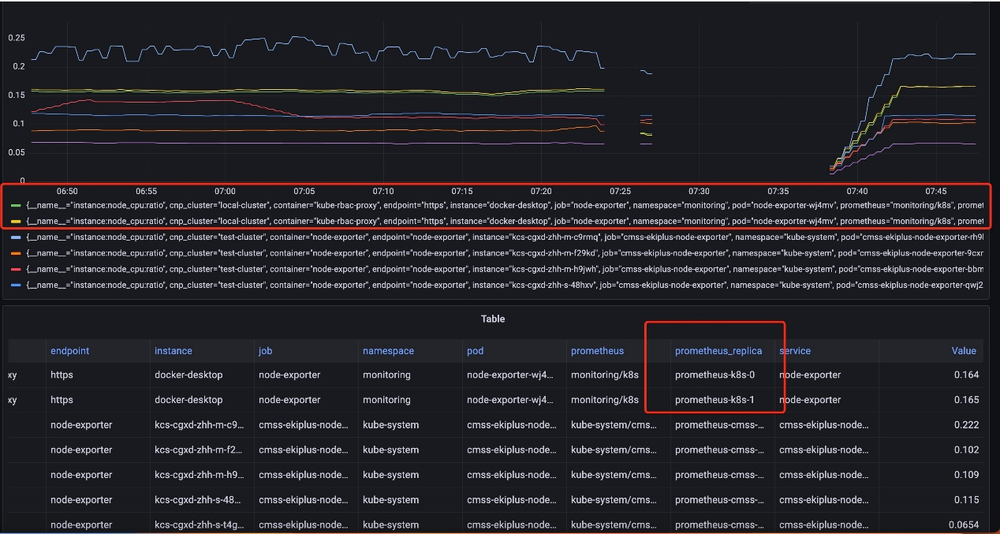 0.25
0.2
0.15
0.1
0.05
0
06:50 06:55 07:00 07:05 07:10 07:15 07:20 07:25 07:30 07:35 07:40 07:45
{__name__="instance:node_cpu:ratio", cnp_cluster="local-cluster", container="kube-rbac-proxy", endpoint="https", instance="docker-desktop", job="node-exporter", namespace="monitoring", pod="node-exporter-wj4mv", prometheus="monitoring/k8s", promet
{__name__="instance:node_cpu:ratio", cnp_cluster="local-cluster", container="kube-rbac-proxy", endpoint="https", instance="docker-desktop", job="node-exporter", namespace="monitoring", pod="node-exporter-wj4mv", prometheus="monitoring/k8s", promet
{__name__="instance:node_cpu:ratio", cnp_cluster="test-cluster", container="node-exporter", endpoint="node-exporter", instance="kcs-cgxd-zhh-m-c9rmq", job="cmss-ekiplus-node-exporter", namespace="kube-system", pod="cmss-ekiplus-node-exporter-rh9l
{__name__="instance:node_cpu:ratio", cnp_cluster="test-cluster", container="node-exporter", endpoint="node-exporter", instance="kcs-cgxd-zhh-m-f29kd", job="cmss-ekiplus-node-exporter", namespace="kube-system", pod="cmss-ekiplus-node-exporter-9cxr
{__name__="instance:node_cpu:ratio", cnp_cluster="test-cluster", container="node-exporter", endpoint="node-exporter", instance="kcs-cgxd-zhh-m-h9jwh", job="cmss-ekiplus-node-exporter", namespace="kube-system", pod="cmss-ekiplus-node-exporter-bbm
{__name__="instance:node_cpu:ratio", cnp_cluster="test-cluster", container="node-exporter", endpoint="node-exporter", instance="kcs-cgxd-zhh-s-48hxv", job="cmss-ekiplus-node-exporter", namespace="kube-system", pod="cmss-ekiplus-node-exporter-qwj2
Table
endpoint instance job namespace pod prometheus prometheus_replica service Value
xy https docker-desktop node-exporter monitoring node-exporter-wj4... monitoring/k8s prometheus-k8s-0 node-exporter 0.164
xy https docker-desktop node-exporter monitoring node-exporter-wj4... monitoring/k8s prometheus-k8s-1 node-exporter 0.165
node-exporter kcs-cgxd-zhh-m-c9... cmss-ekiplus-node... kube-system cmss-ekiplus-node... kube-system/cms... prometheus-cmss-... cmss-ekiplus-node... 0.222
node-exporter kcs-cgxd-zhh-m-f2... cmss-ekiplus-node... kube-system cmss-ekiplus-node... kube-system/cms... prometheus-cmss-... cmss-ekiplus-node... 0.102
node-exporter kcs-cgxd-zhh-m-h9... cmss-ekiplus-node... kube-system cmss-ekiplus-node... kube-system/cms... prometheus-cmss-... cmss-ekiplus-node... 0.109
node-exporter kcs-cgxd-zhh-s-48... cmss-ekiplus-node... kube-system cmss-ekiplus-node... kube-system/cms... prometheus-cmss-... cmss-ekiplus-node... 0.115
node-exporter kcs-cgxd-zhh-s-t4g... cmss-ekiplus-node... kube-system cmss-ekiplus-node... kube-system/cms... prometheus-cmss-... cmss-ekiplus-node... 0.0654